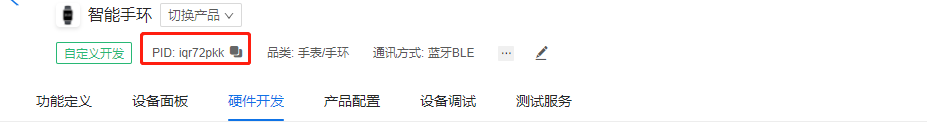 智能手环 切换产品
自定义开发 PID: iqr72pkk 品类: 手表/手环 通讯方式: 蓝牙BLE ...
功能定义 设备面板 硬件开发 产品配置 设备调试 测试服务